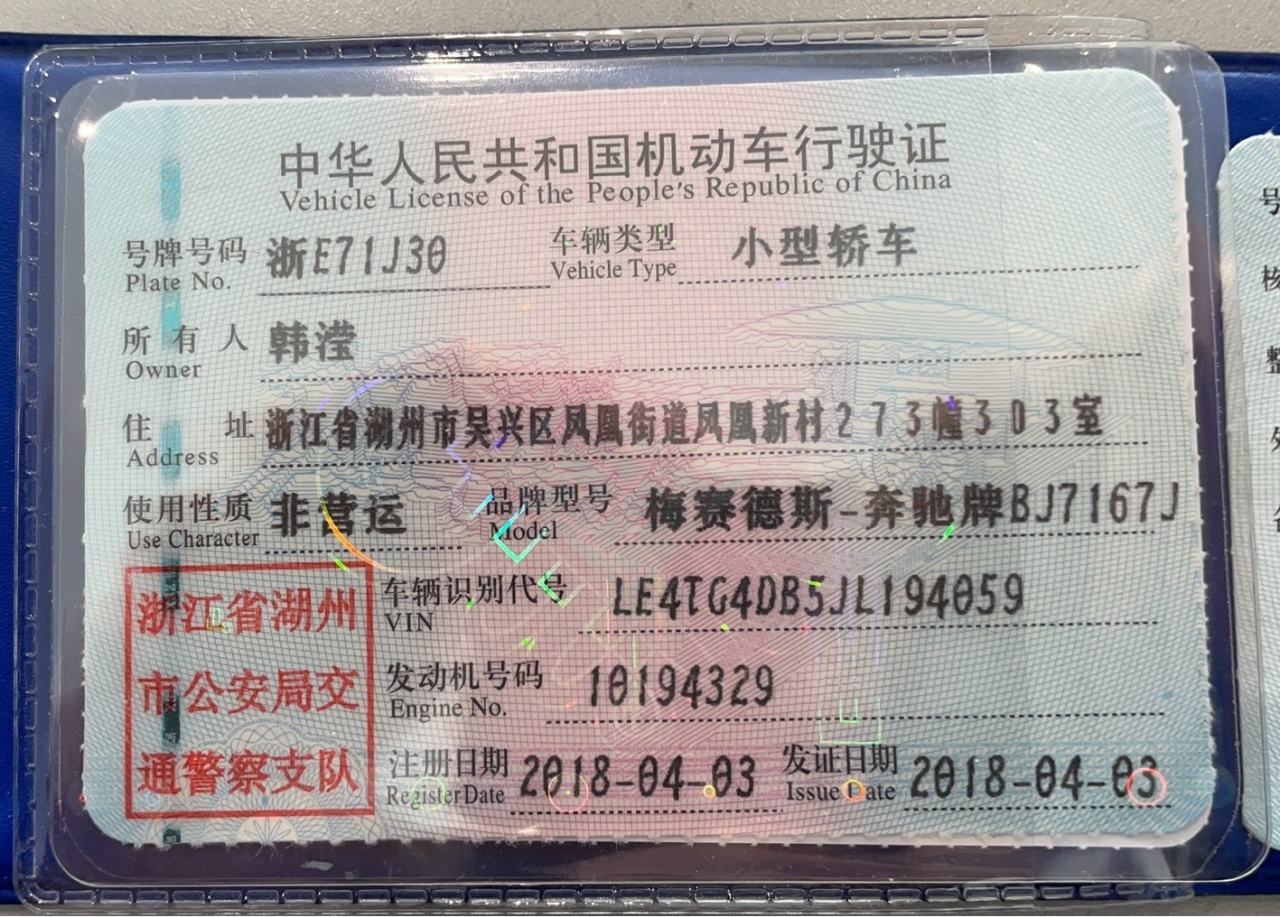 中华人民共和国机动车行驶证
Vehicle License of the People's Republic of China
号牌号码 浙E71J30 车辆类型 小型轿车
Plate No. Vehicle Type
所有人 韩滢
Owner
住址 浙江省湖州市吴兴区凤凰街道凤凰新村273幢303室
Address
使用性质 非营运 品牌型号 梅赛德斯-奔驰牌BJ7167J
Use Character Model
浙江省湖州
市公安局交
通警察支队
车辆识别代号 LE4TG4DB5JL194059
VIN
发动机号码 10194329
Engine No.
注册日期 2018-04-03 发证日期 2018-04-03
Register Date Issue Date
号
核
整